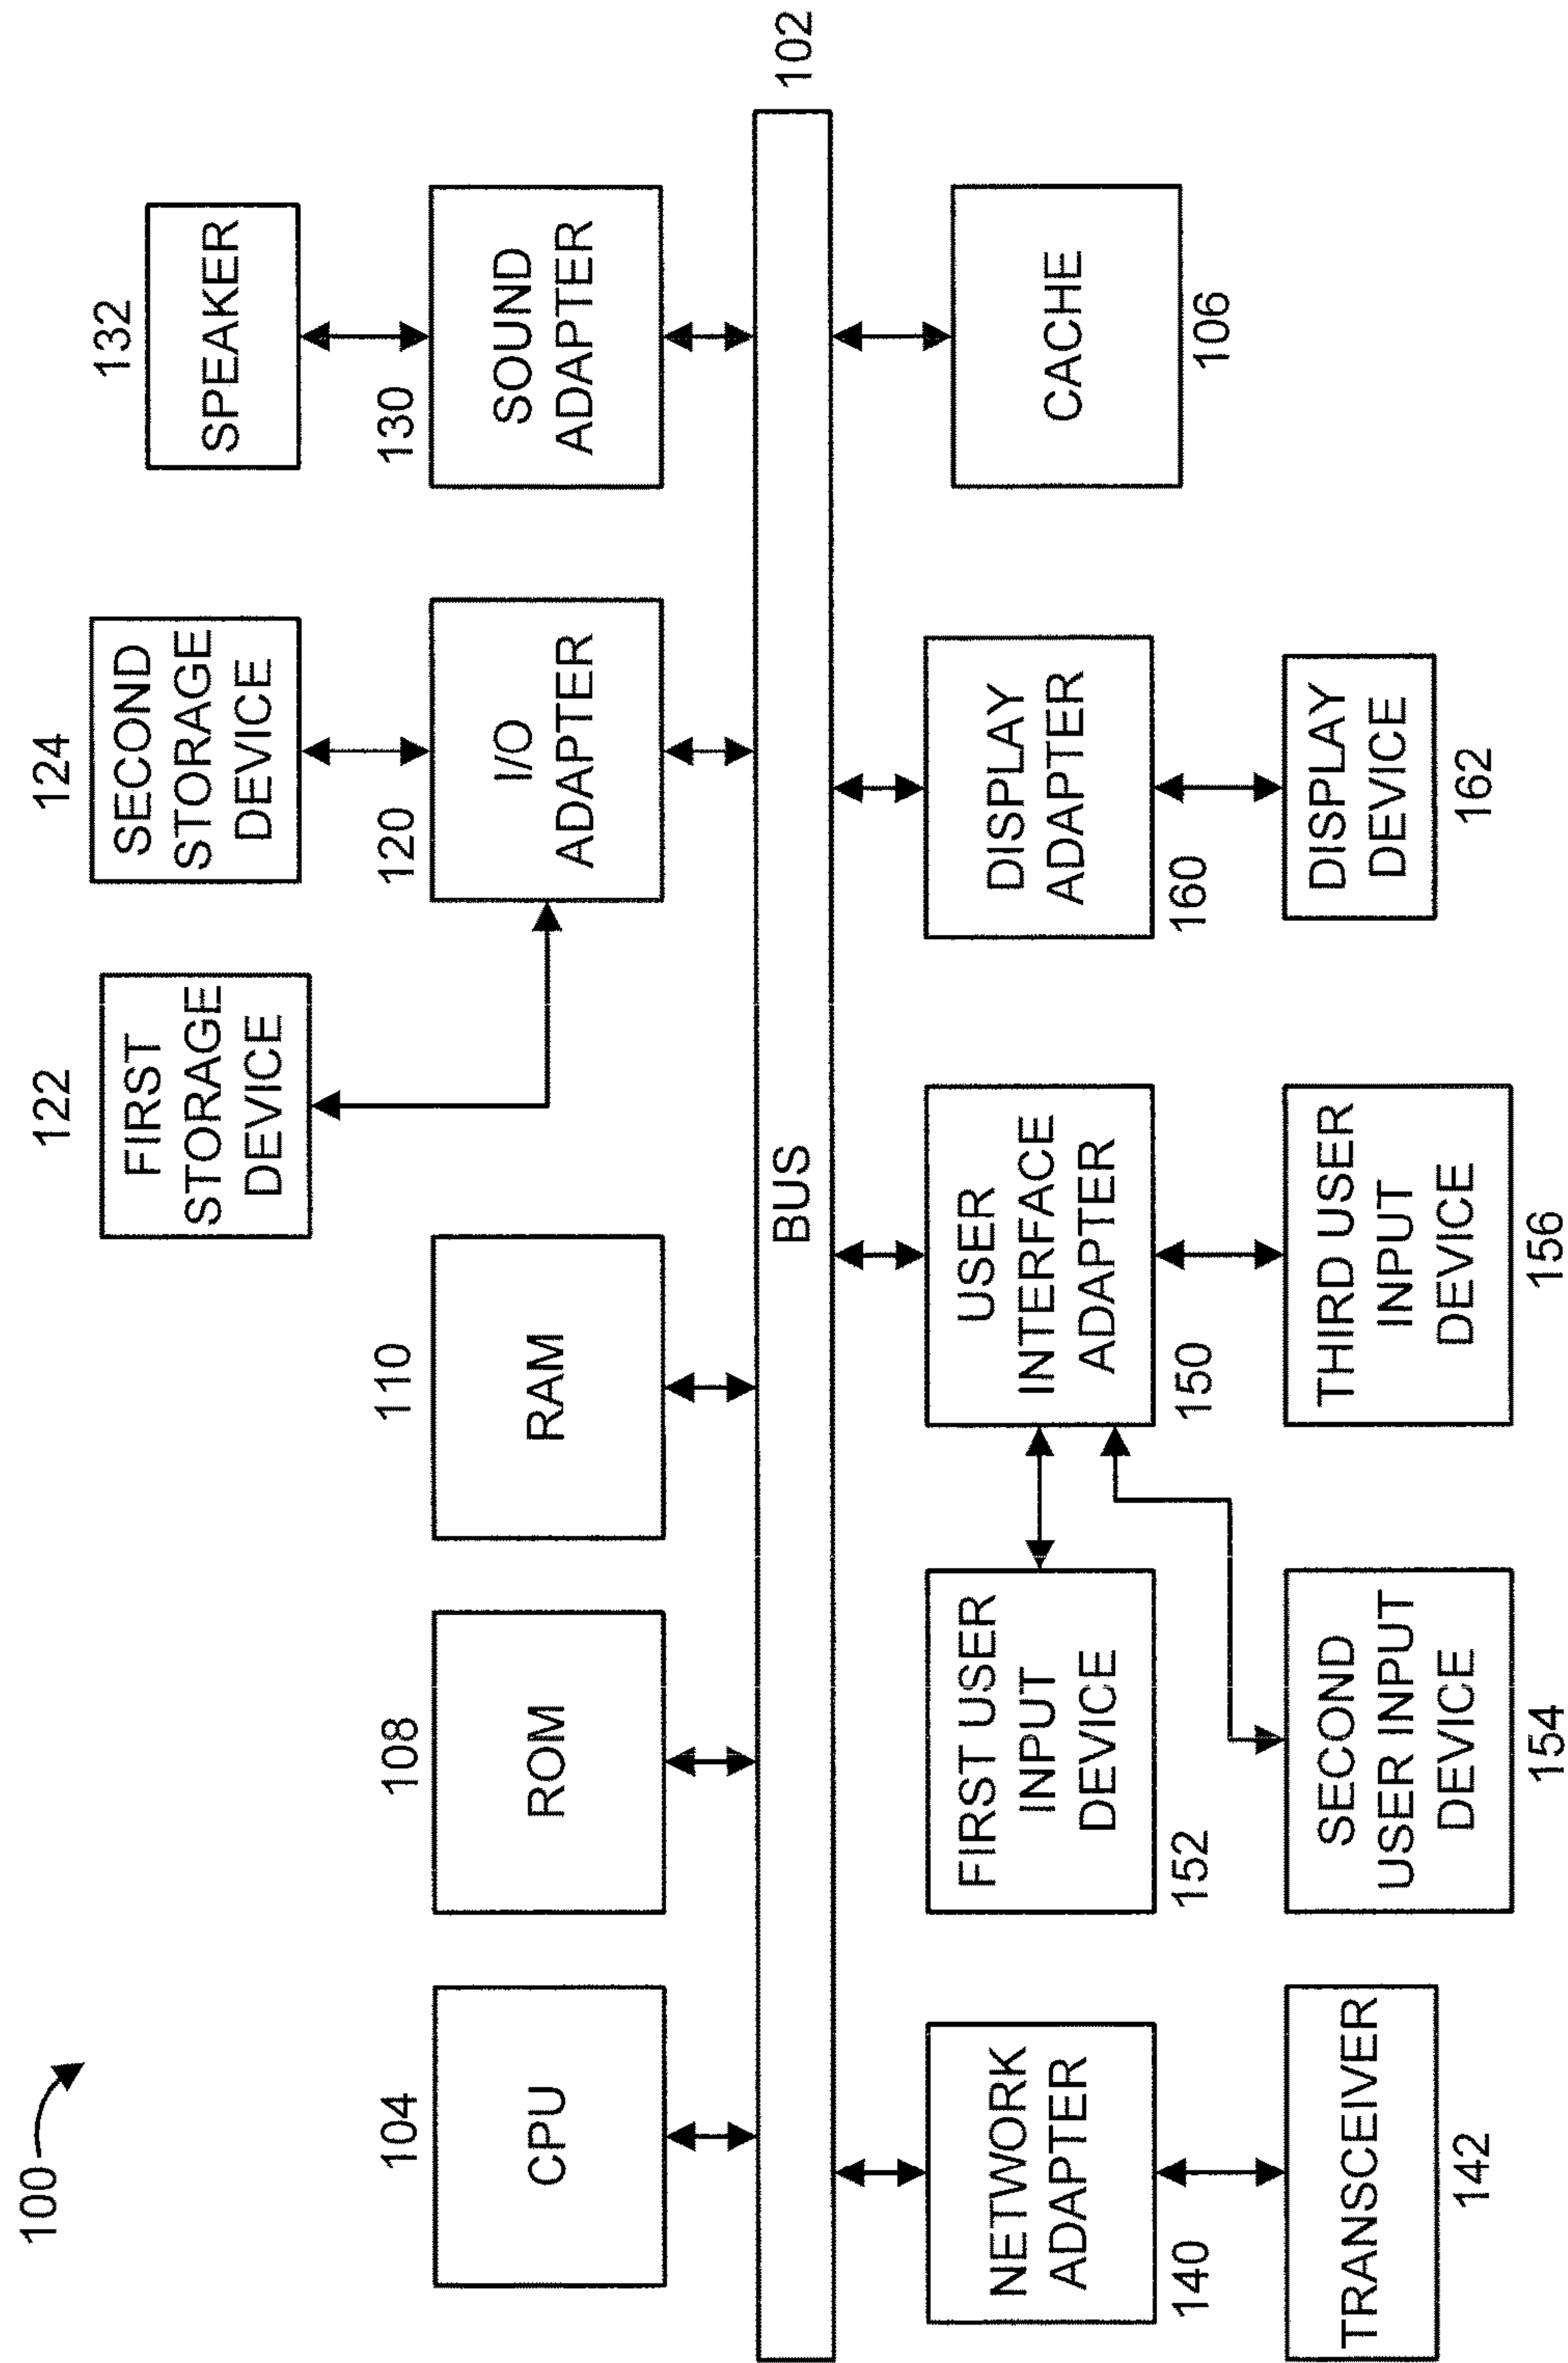 100
122
FIRST
STORAGE
DEVICE
124
SECOND
STORAGE
DEVICE
132
SPEAKER
104
CPU
108
ROM
110
RAM
120
I/O
ADAPTER
130
SOUND
ADAPTER
BUS
102
NETWORK
ADAPTER
140
FIRST USER
INPUT
DEVICE
152
USER
INTERFACE
ADAPTER
150
DISPLAY
ADAPTER
160
CACHE
106
TRANSCEIVER
142
SECOND
USER INPUT
DEVICE
154
THIRD USER
INPUT
DEVICE
156
DISPLAY
DEVICE
162